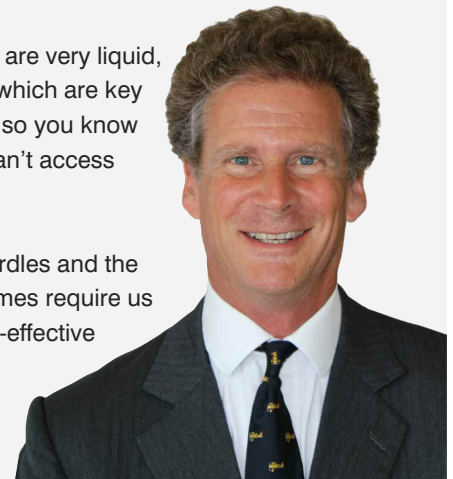 are very liquid,
which are key
so you know
an't access
rdles and the
mes require us
-effective